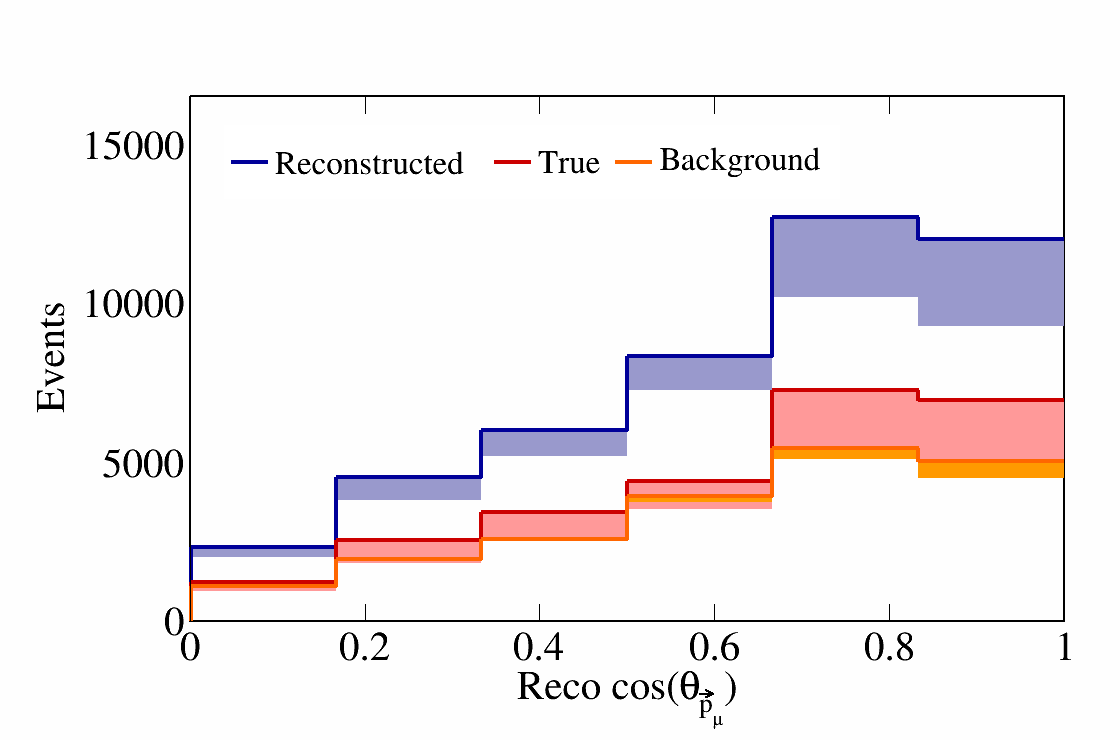 15000
10000
5000
0
Events
Reconstructed True Background
0 0.2 0.4 0.6 0.8 1
Reco cos(θp⃗μ)